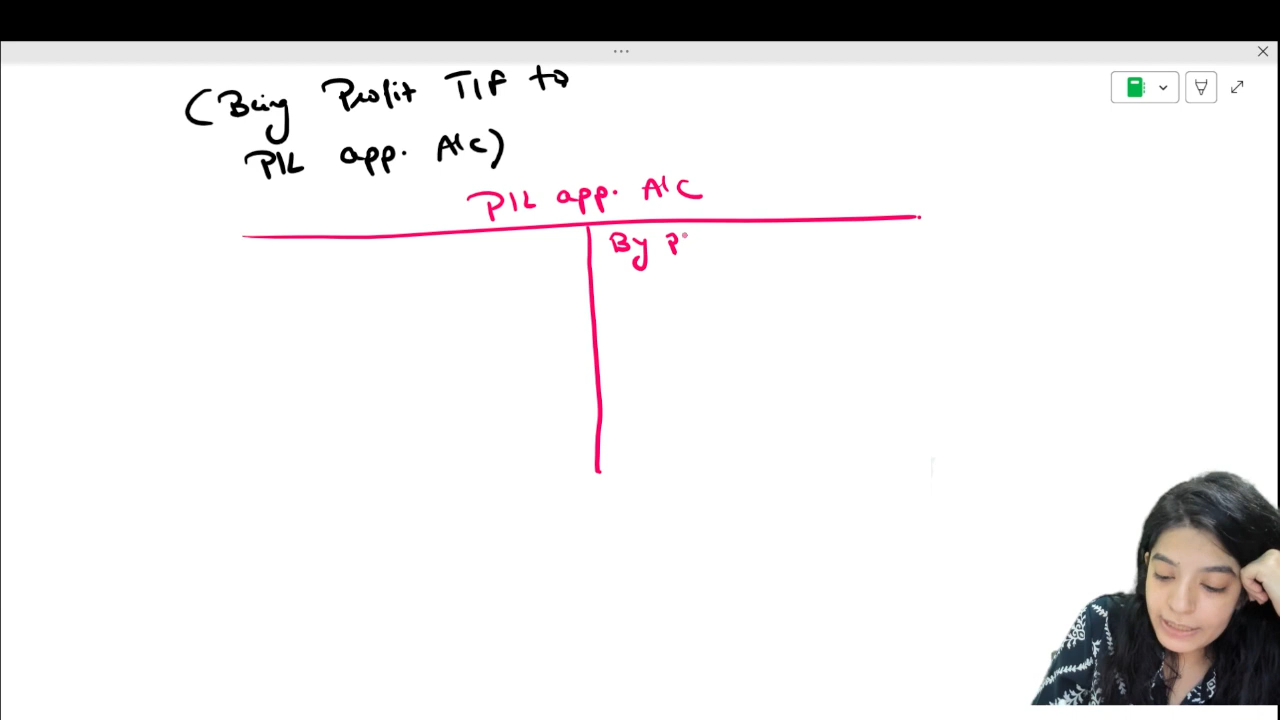 (Being Profit T/F to
P/L app. A/C)
P/L app. A/C
By P